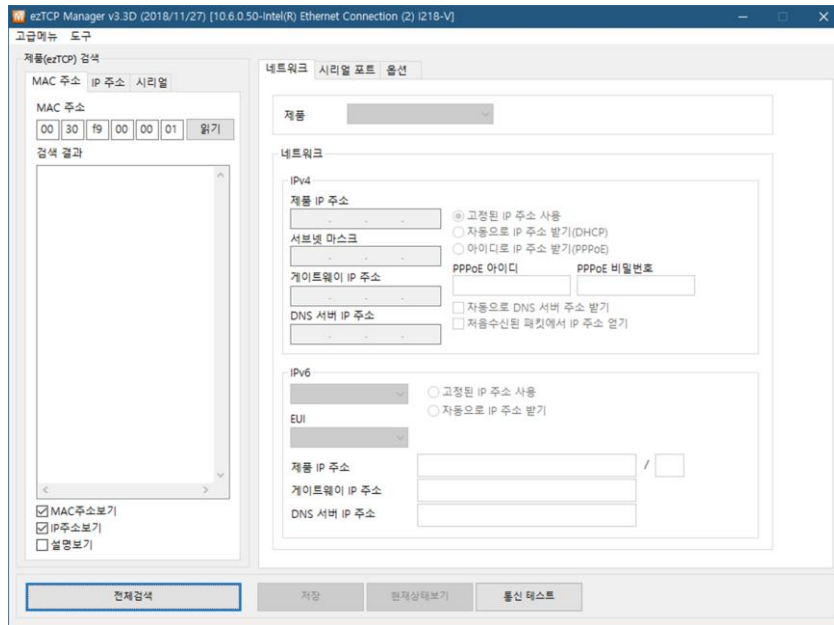 ezTCP Manager v3.3D (2018/11/27) [10.6.0.50-Intel(R) Ethernet Connection (2) I218-V]
고급메뉴 도구
제품(ezTCP) 검색
MAC 주소 IP 주소 시리얼
MAC 주소
00 30 f9 00 00 01 읽기
검색 결과
MAC주소보기
IP주소보기
설명보기
네트워크 시리얼 포트 옵션
제품
네트워크
IPv4
제품 IP 주소
고정된 IP 주소 사용
자동으로 IP 주소 받기(DHCP)
서브넷 마스크
아이디로 IP 주소 받기(PPPoE)
PPPoE 아이디 PPPoE 비밀번호
게이트웨이 IP 주소
자동으로 DNS 서버 주소 받기
DNS 서버 IP 주소
처음수신된 패킷에서 IP 주소 얻기
IPv6
고정된 IP 주소 사용
자동으로 IP 주소 받기
EUI
제품 IP 주소 /
게이트웨이 IP 주소
DNS 서버 IP 주소
전체검색 저장 현재상태보기 통신 테스트